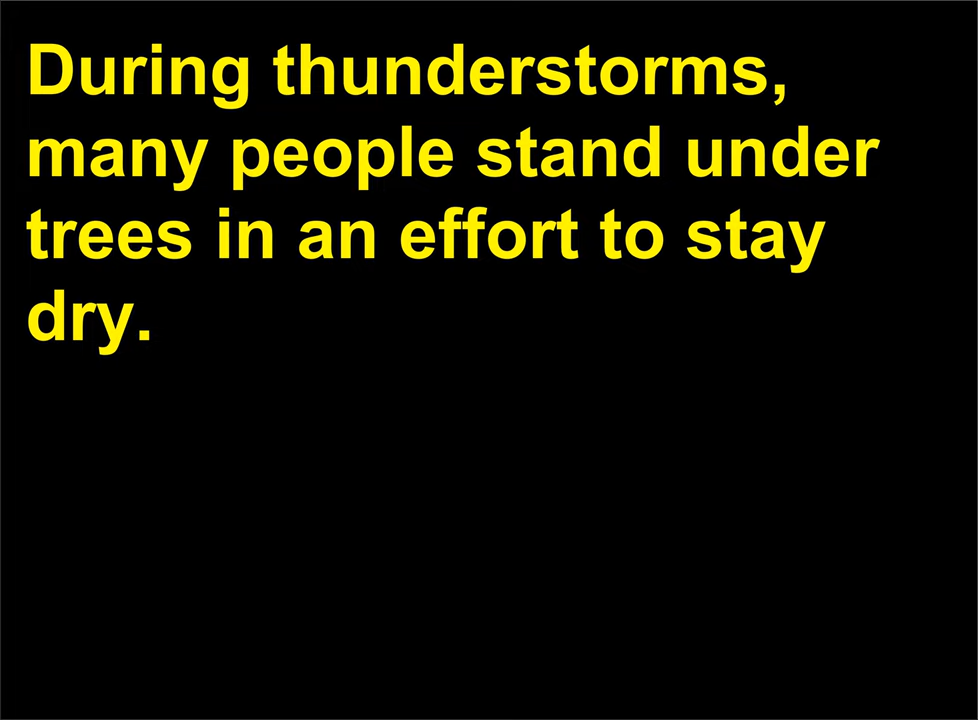 During thunderstorms,
many people stand under
trees in an effort to stay
dry.